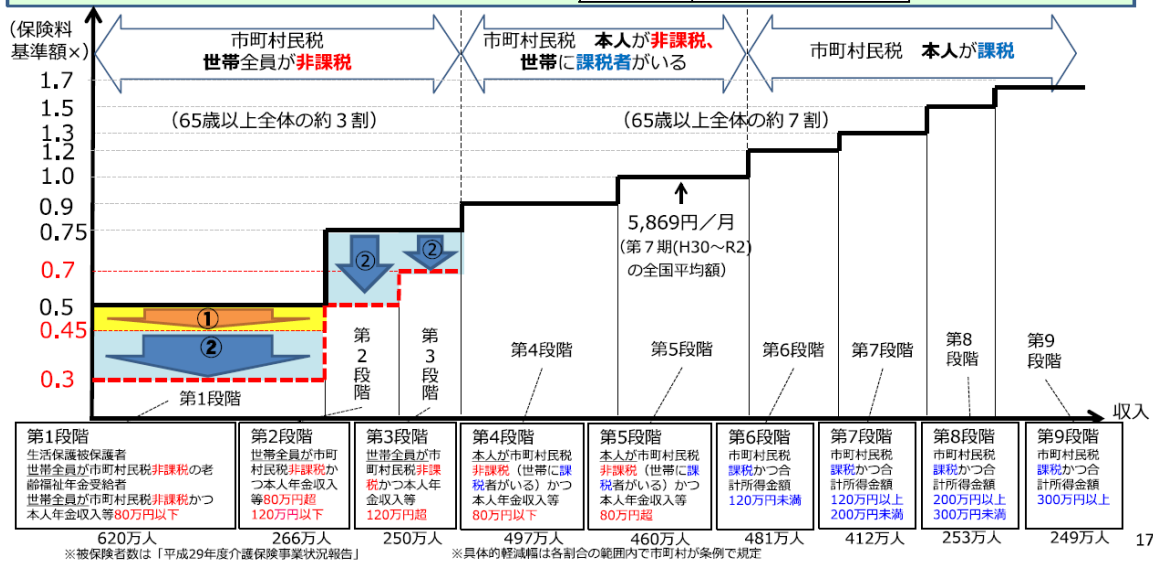 (保険料
基準額×)
市町村民税
世帯全員が非課税
市町村民税 本人が非課税、
世帯に課税者がいる
市町村民税 本人が課税
1.7
1.5
1.3
1.2
1.0
0.9
0.75
0.7
0.5
0.45
0.3
(65歳以上全体の約3割)
(65歳以上全体の約7割)
5,869円/月
(第7期(H30~R2)
の全国平均額)
①
②
②
②
第1段階
第2段階
第3段階
第4段階
第5段階
第6段階
第7段階
第8
段階
第9
段階
収入
第1段階
生活保護被保護者
世帯全員が市町村民税非課税の老
齢福祉年金受給者
世帯全員が市町村民税非課税かつ
本人年金収入等80万円以下
第2段階
世帯全員が市町
村民税非課税か
つ本人年金収入
等80万円超
120万円以下
第3段階
世帯全員が市
町村民税非課
税かつ本人年
金収入等
120万円超
第4段階
本人が市町村民税
非課税(世帯に課
税者がいる)かつ
本人年金収入等
80万円以下
第5段階
本人が市町村民税
非課税(世帯に課
税者がいる)かつ
本人年金収入等
80万円超
第6段階
市町村民税
課税かつ合
計所得金額
120万円未満
第7段階
市町村民税
課税かつ合
計所得金額
120万円以上
200万円未満
第8段階
市町村民税
課税かつ合
計所得金額
200万円以上
300万円未満
第9段階
市町村民税
課税かつ合
計所得金額
300万円以上
620万人
266万人
250万人
497万人
460万人
481万人
412万人
253万人
249万人
17
※被保険者数は「平成29年度介護保険事業状況報告」
※具体的軽減幅は各割合の範囲内で市町村が条例で規定